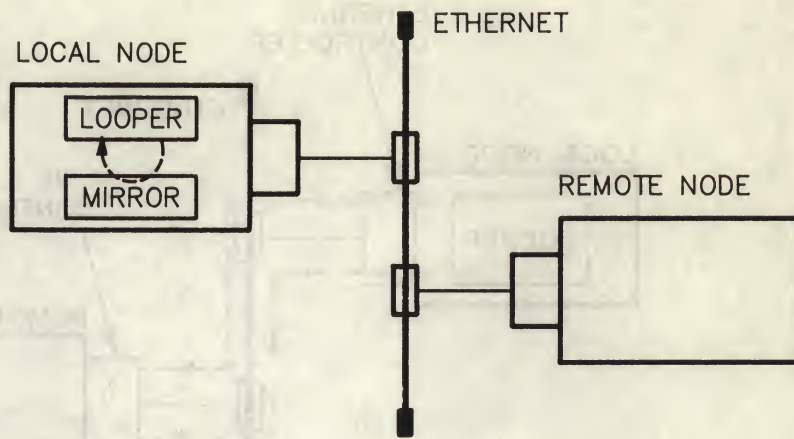 ETHERNET
LOCAL NODE
LOOPER
MIRROR
REMOTE NODE